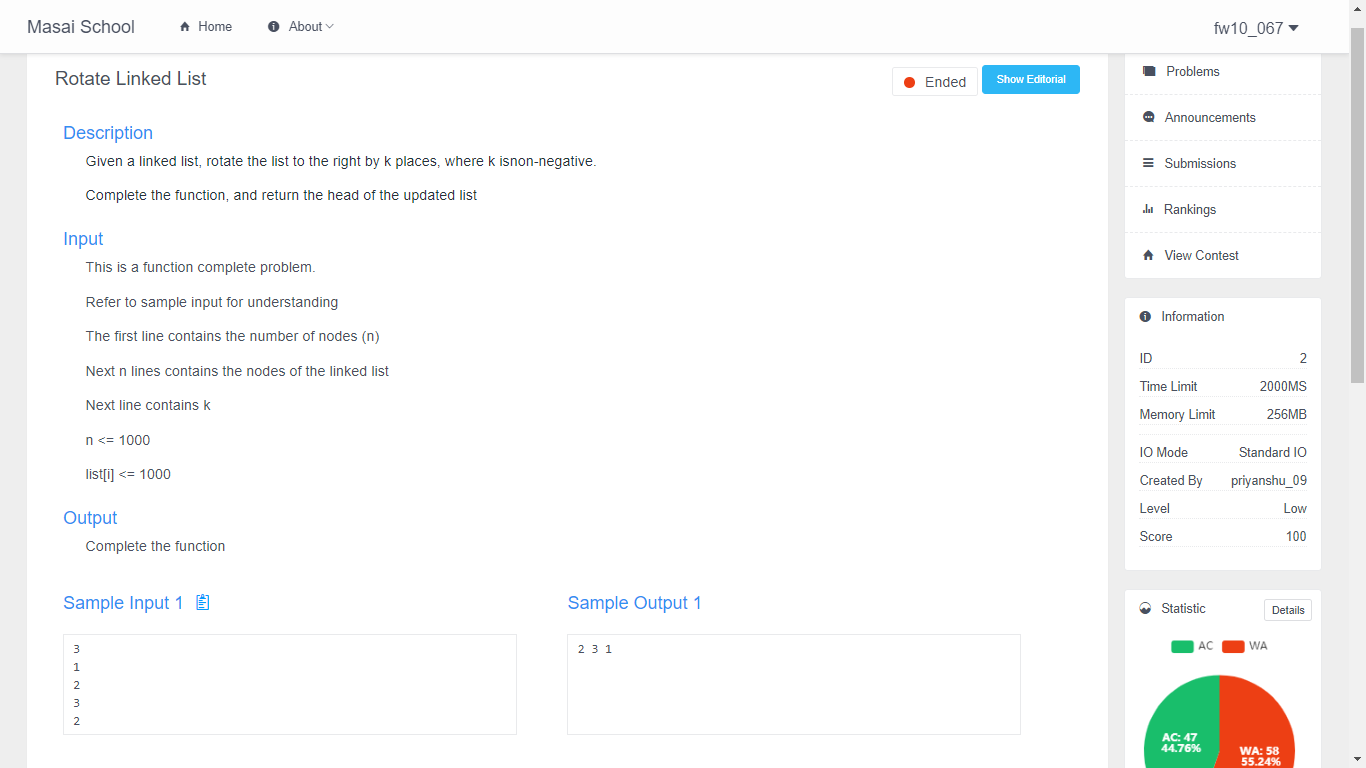 Masai School
Home
About
fw10_067
Rotate Linked List
Ended
Show Editorial
Description
Given a linked list, rotate the list to the right by k places, where k isnon-negative.
Complete the function, and return the head of the updated list
Input
This is a function complete problem.
Refer to sample input for understanding
The first line contains the number of nodes (n)
Next n lines contains the nodes of the linked list
Next line contains k
n <= 1000
list[i] <= 1000
Output
Complete the function
Sample Input 1
3
1
2
3
2
Sample Output 1
2 3 1
Problems
Announcements
Submissions
Rankings
View Contest
Information
ID 2
Time Limit 2000MS
Memory Limit 256MB
IO Mode Standard IO
Created By priyanshu_09
Level Low
Score 100
Statistic
Details
AC WA
AC: 47
44.76%
WA: 58
55.24%